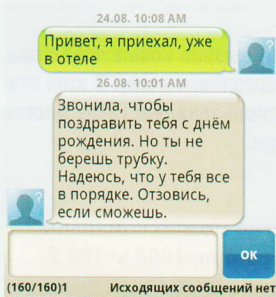 24.08. 10:08 AM
Привет, я приехал, уже
в отеле
26.08. 10:01 AM
Звонила, чтобы
поздравить тебя с днём
рождения. Но ты не
берешь трубку.
Надеюсь, что у тебя все
в порядке. Отзовись,
если сможешь.
ОК
(160/160)1 Исходящих сообщений нет